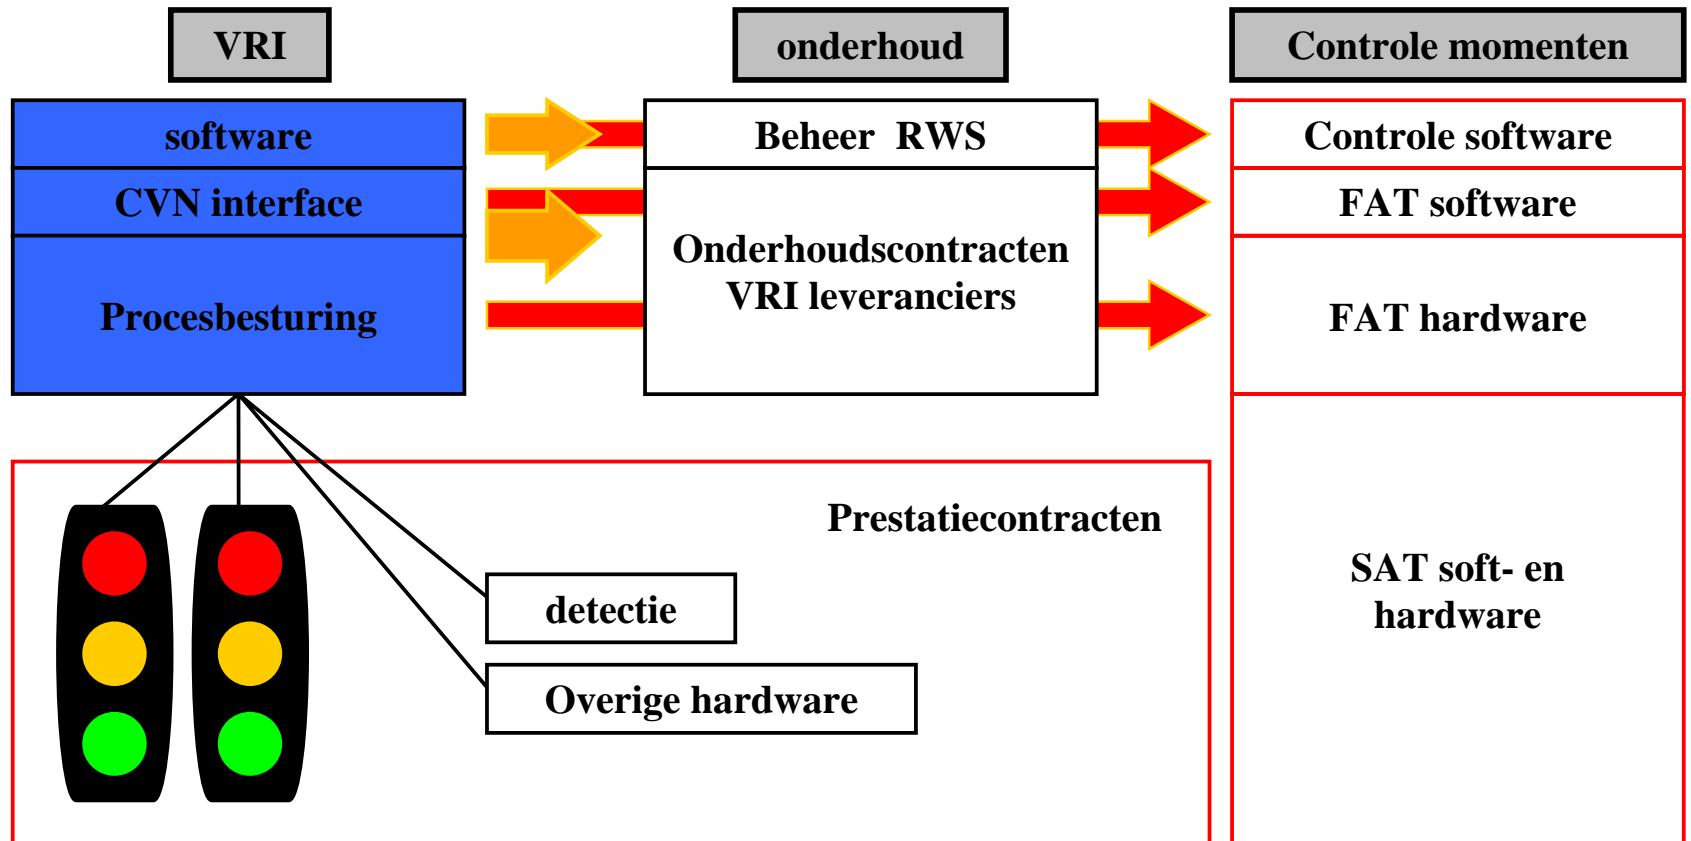 VRI
onderhoud
Controle momenten
software
Beheer RWS
Controle software
CVN interface
FAT software
Onderhoudscontracten
VRI leveranciers
Procesbesturing
FAT hardware
Prestatiecontracten
SAT soft- en
hardware
detectie
Overige hardware